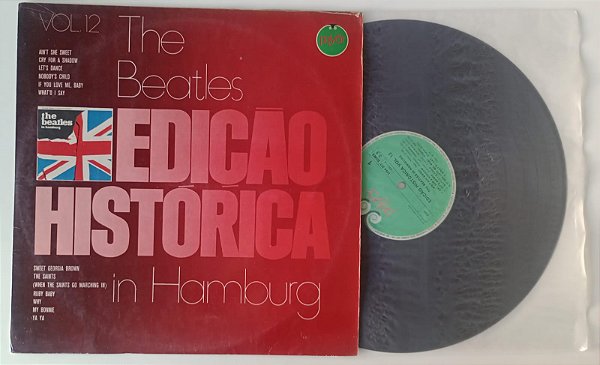 VOL. 12
The
Beatles
AIN'T SHE SWEET
CRY FOR A SHADOW
LET'S DANCE
NOBODY'S CHILD
IF YOU LOVE ME, BABY
WHAT'D I SAY
the
beatles
in hamburg
EDIÇÃO
HISTÓRICA
in Hamburg
SWEET GEORGIA BROWN
THE SAINTS
(WHEN THE SAINTS GO MARCHING IN)
RUBY BABY
WHY
MY BONNIE
YA YA